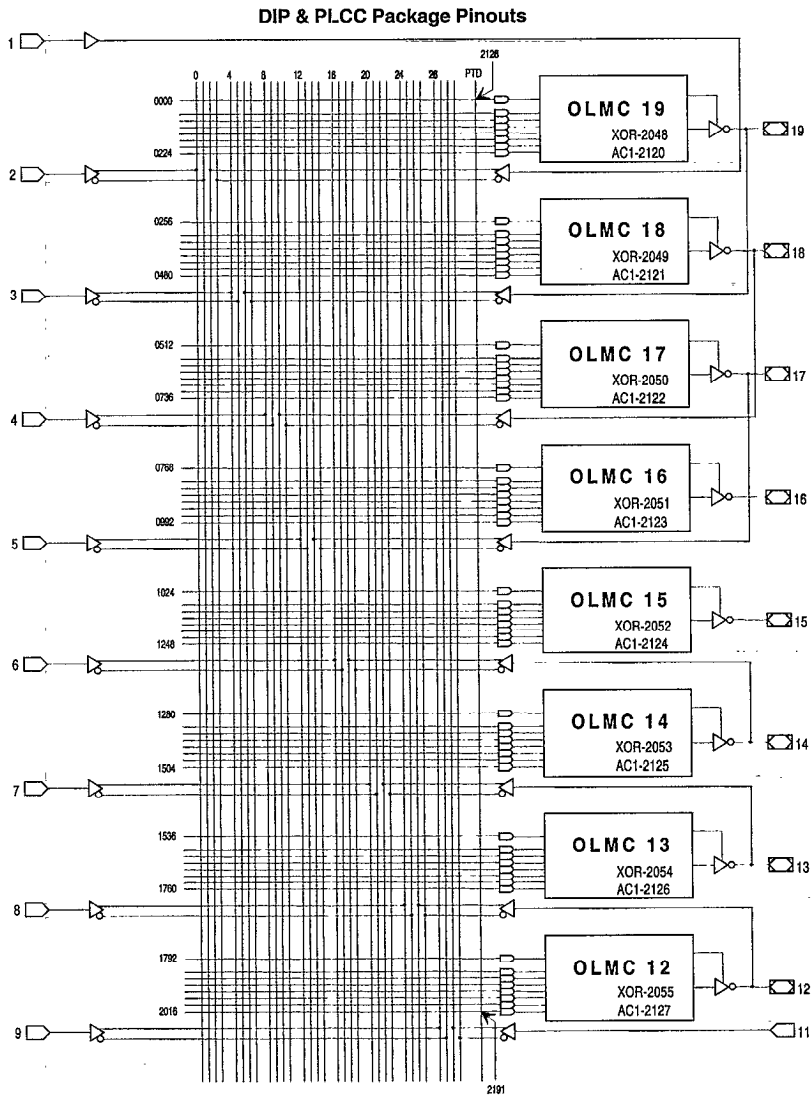 DIP & PLCC Package Pinouts
1
2128
0 4 8 12 16 20 24 28 PTD
0000
OLMC 19
XOR-2048
AC1-2120
19
0224
2
0256
OLMC 18
XOR-2049
AC1-2121
18
0480
3
0512
OLMC 17
XOR-2050
AC1-2122
17
0736
4
0768
OLMC 16
XOR-2051
AC1-2123
16
0992
5
1024
OLMC 15
XOR-2052
AC1-2124
15
1248
6
1280
OLMC 14
XOR-2053
AC1-2125
14
1504
7
1536
OLMC 13
XOR-2054
AC1-2126
13
1760
8
1792
OLMC 12
XOR-2055
AC1-2127
12
2016
9
11
2191